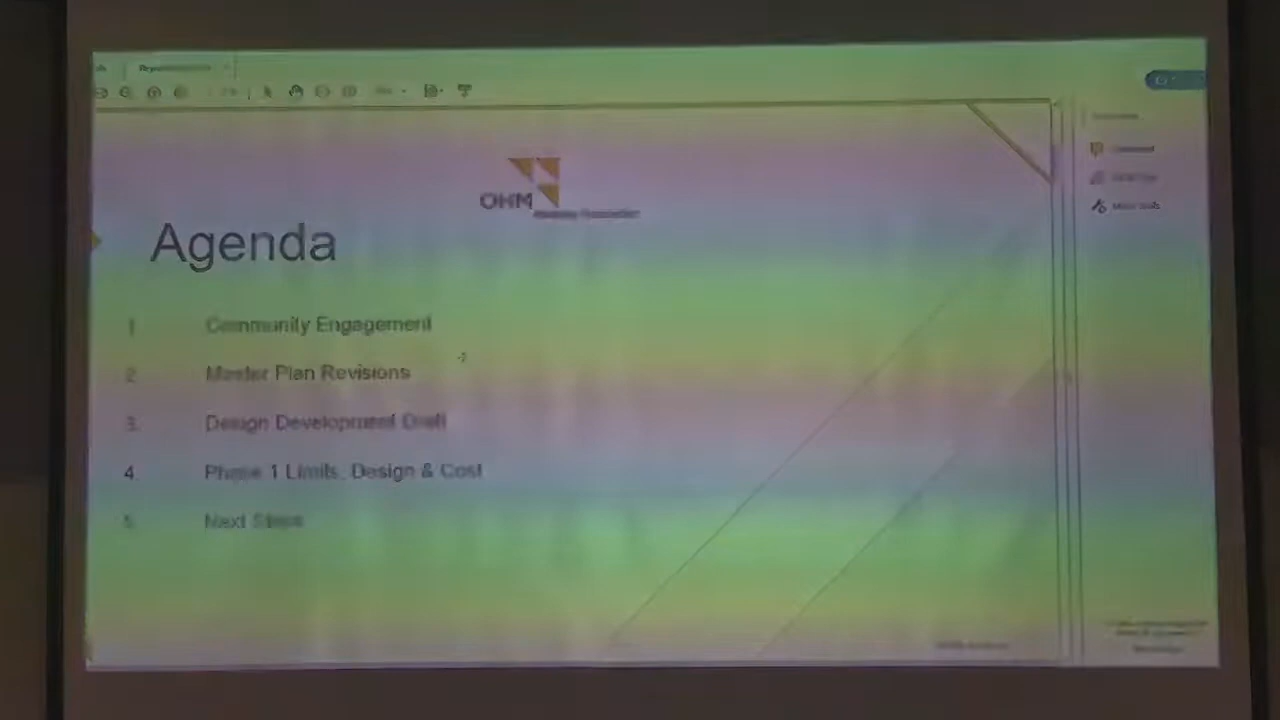 OHM
Agenda
1. Community Engagement
2. Master Plan Revisions
3. Design Development Draft
4. Phase 1 Limits, Design & Cost
5. Next Steps